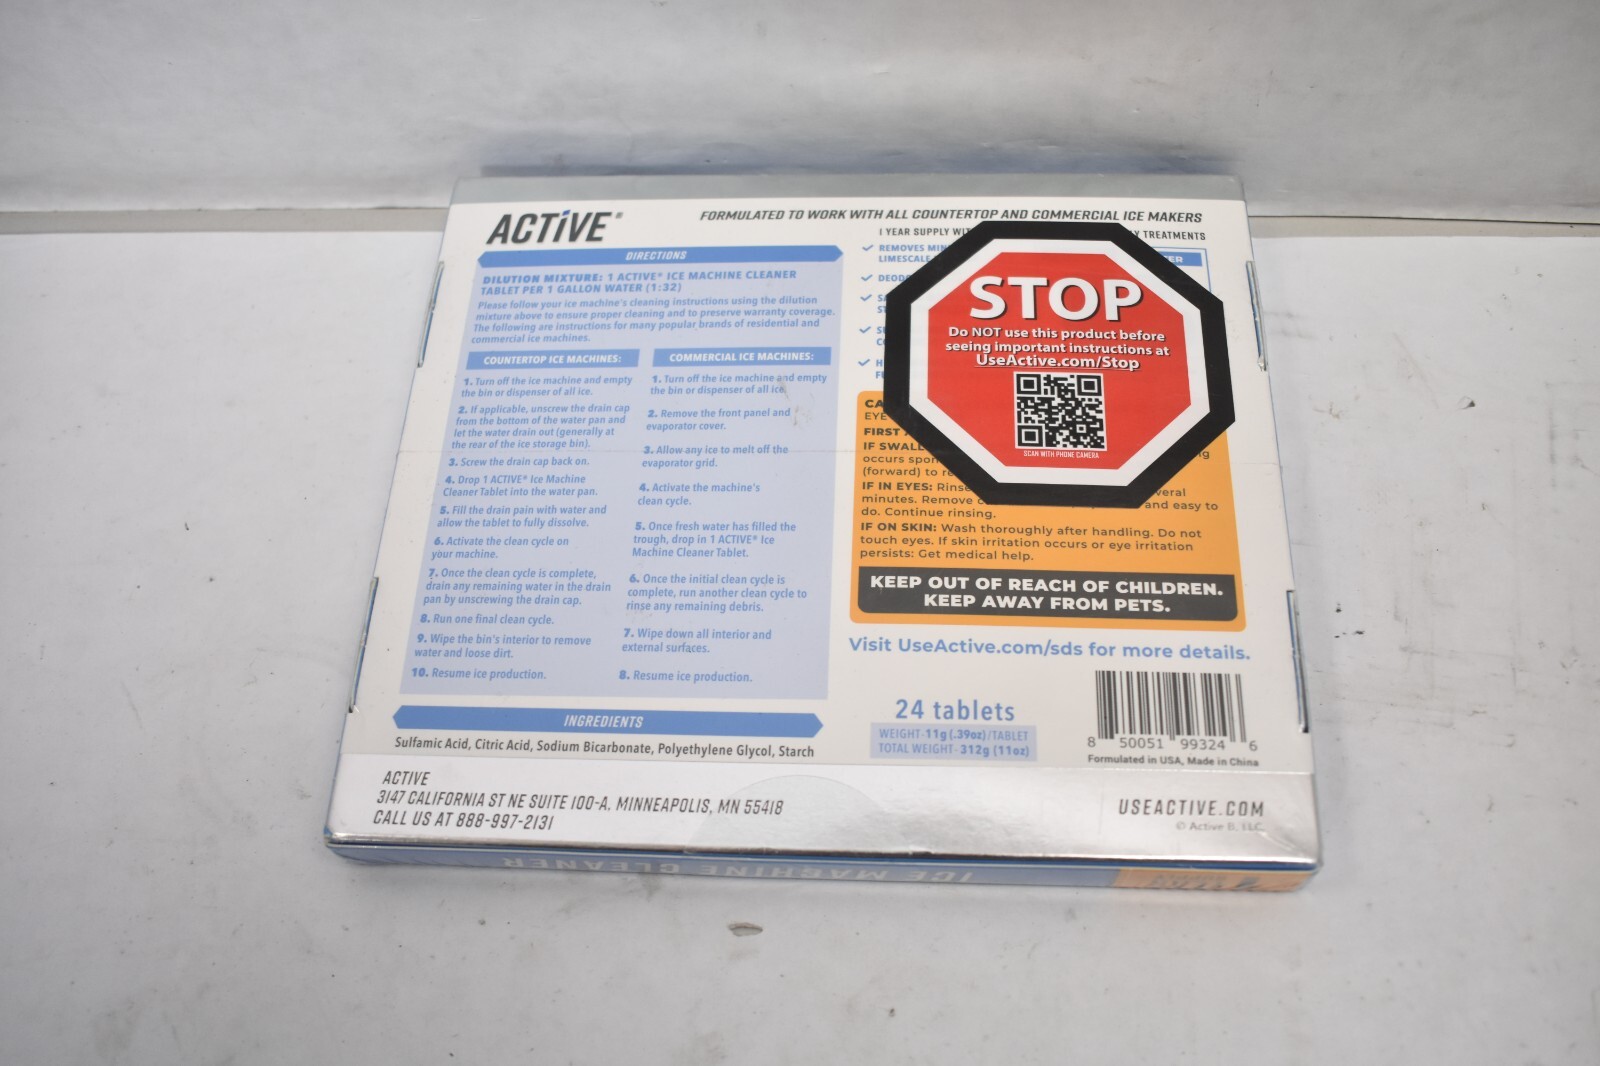 ACTiVE®
FORMULATED TO WORK WITH ALL COUNTERTOP AND COMMERCIAL ICE MAKERS
1 YEAR SUPPLY
Y TREATMENTS
DIRECTIONS
DILUTION MIXTURE: 1 ACTIVE® ICE MACHINE CLEANER
TABLET PER 1 GALLON WATER (1:32)
Please follow your ice machine's cleaning instructions using the dilution
mixture above to ensure proper cleaning and to preserve warranty coverage.
The following are instructions for many popular brands of residential and
commercial ice machines.
COUNTERTOP ICE MACHINES:
1. Turn off the ice machine and empty
the bin or dispenser of all ice.
2. If applicable, unscrew the drain cap
from the bottom of the water pan and
let the water drain out (generally at
the rear of the ice storage bin).
3. Screw the drain cap back on.
4. Drop 1 ACTIVE® Ice Machine
Cleaner Tablet into the water pan.
5. Fill the drain pain with water and
allow the tablet to fully dissolve.
6. Activate the clean cycle on
your machine.
7. Once the clean cycle is complete,
drain any remaining water in the drain
pan by unscrewing the drain cap.
8. Run one final clean cycle.
9. Wipe the bin's interior to remove
water and loose dirt.
10. Resume ice production.
COMMERCIAL ICE MACHINES:
1. Turn off the ice machine and empty
the bin or dispenser of all ice.
2. Remove the front panel and
evaporator cover.
3. Allow any ice to melt off the
evaporator grid.
4. Activate the machine's
clean cycle.
5. Once fresh water has filled the
trough, drop in 1 ACTIVE® Ice
Machine Cleaner Tablet.
6. Once the initial clean cycle is
complete, run another clean cycle to
rinse any remaining debris.
7. Wipe down all interior and
external surfaces.
8. Resume ice production.
INGREDIENTS
Sulfamic Acid, Citric Acid, Sodium Bicarbonate, Polyethylene Glycol, Starch
REMOVES
LIMESCALE
STOP
Do NOT use this product before
seeing important instructions at
UseActive.com/Stop
SCAN WITH PHONE CAMERA
EYE
FIRST
IF
occurs
(forward) to
IF IN EYES: Rinse
minutes. Remove and easy to
do. Continue rinsing.
IF ON SKIN: Wash thoroughly after handling. Do not
touch eyes. If skin irritation occurs or eye irritation
persists: Get medical help.
KEEP OUT OF REACH OF CHILDREN.
KEEP AWAY FROM PETS.
Visit UseActive.com/sds for more details.
24 tablets
WEIGHT- 11g (.39oz)/TABLET
TOTAL WEIGHT- 312g (11oz)
8 50051 99324 6
Formulated in USA, Made in China
ACTIVE
3147 CALIFORNIA ST NE SUITE 100-A. MINNEAPOLIS, MN 55418
CALL US AT 888-997-2131
USEACTIVE.COM
© Active B, LLC
ICE MACHINE CLEANER